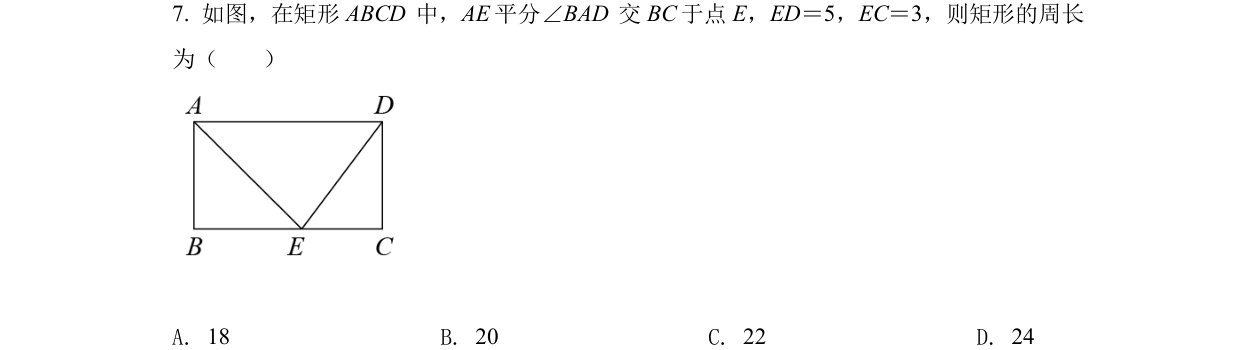 7. 如图，在矩形 ABCD 中，AE 平分∠BAD 交 BC 于点 E，ED＝5，EC＝3，则矩形的周长
为（　　）
A D
B E C
A. 18 B. 20 C. 22 D. 24